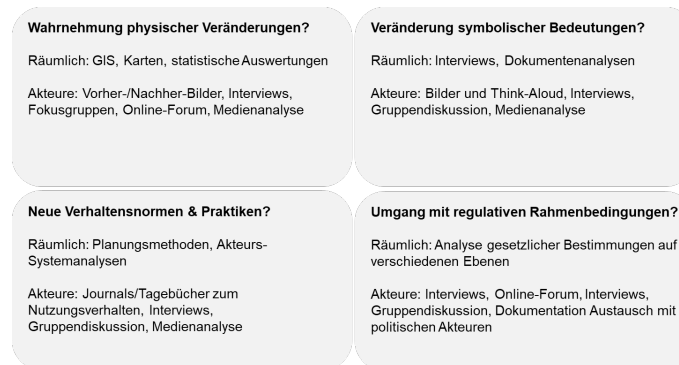 Wahrnehmung physischer Veränderungen?
Räumlich: GIS, Karten, statistische Auswertungen
Akteure: Vorher-/Nachher-Bilder, Interviews,
Fokusgruppen, Online-Forum, Medienanalyse
Veränderung symbolischer Bedeutungen?
Räumlich: Interviews, Dokumentenanalysen
Akteure: Bilder und Think-Aloud, Interviews,
Gruppendiskussion, Medienanalyse
Neue Verhaltensnormen & Praktiken?
Räumlich: Planungsmethoden, Akteurs-
Systemanalysen
Akteure: Journals/Tagebücher zum
Nutzungsverhalten, Interviews,
Gruppendiskussion, Medienanalyse
Umgang mit regulativen Rahmenbedingungen?
Räumlich: Analyse gesetzlicher Bestimmungen auf
verschiedenen Ebenen
Akteure: Interviews, Online-Forum, Interviews,
Gruppendiskussion, Dokumentation Austausch mit
politischen Akteuren